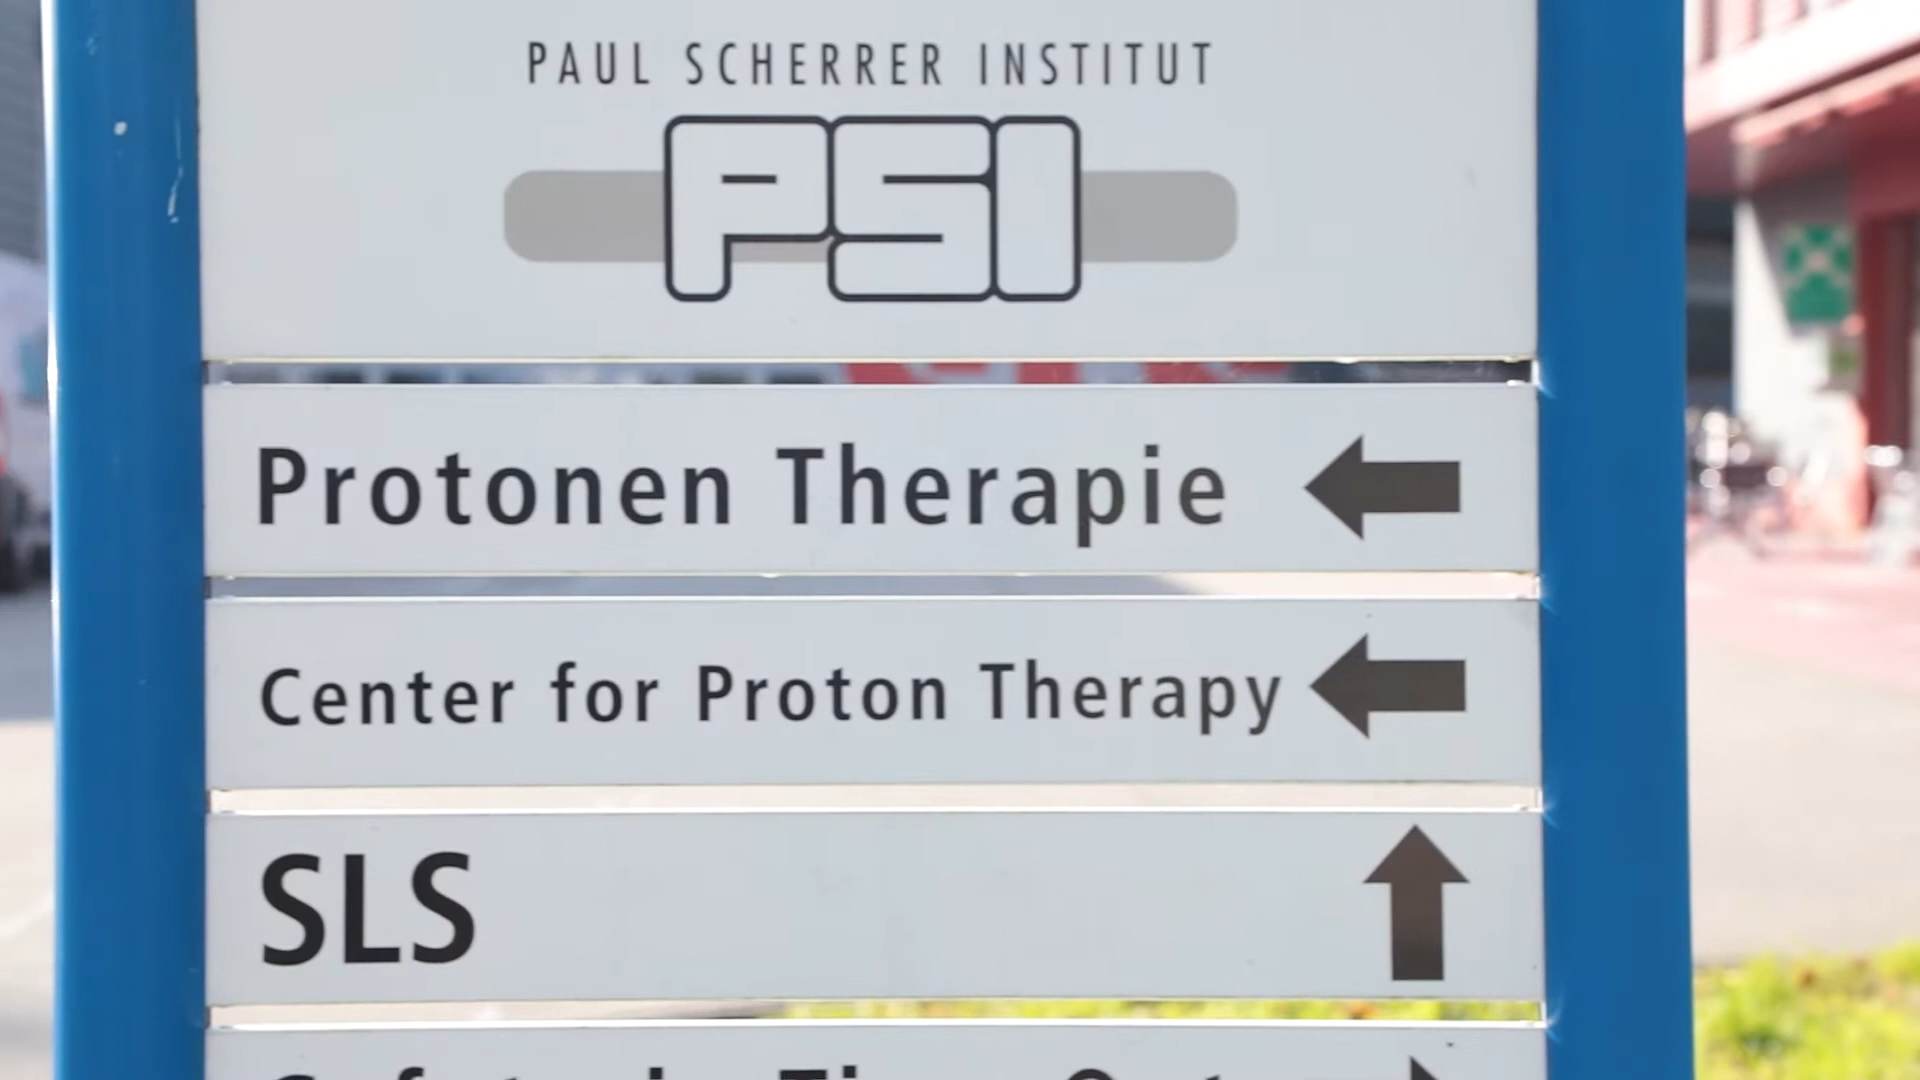 PAUL SCHERRER INSTITUT
PSI
Protonen Therapie
Center for Proton Therapy
SLS